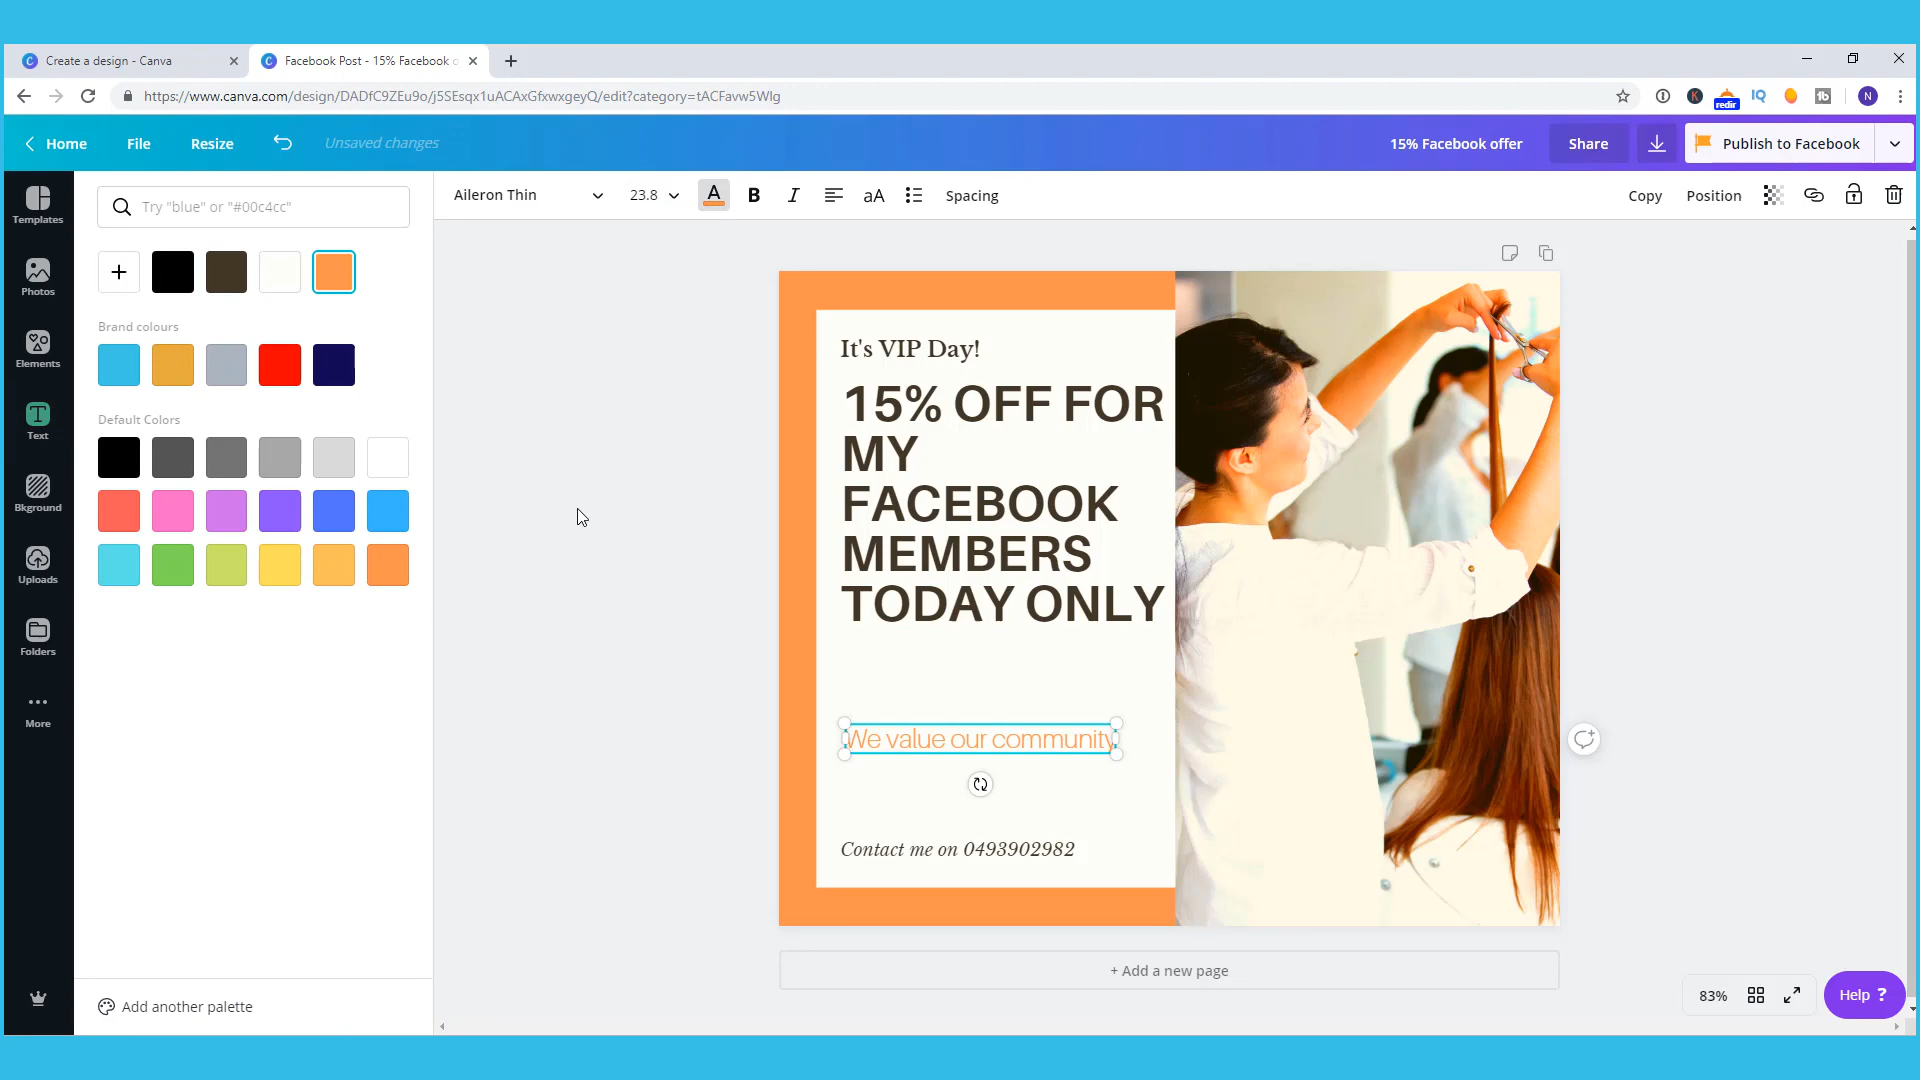 Create a design - Canva
Facebook Post - 15% Facebook o
https://www.canva.com/design/DADfC9ZEu9o/j5SEsqx1uACAxGfxwxgeyQ/edit?category=tACFavw5WIg
redir
IQ
N
Home
File
Resize
Unsaved changes
15% Facebook offer
Share
Publish to Facebook
Templates
Photos
Elements
Text
Bkground
Uploads
Folders
More
Try "blue" or "#00c4cc"
Brand colours
Default Colors
Add another palette
Aileron Thin
23.8
A
B
I
aA
Spacing
Copy
Position
It's VIP Day!
15% OFF FOR
MY
FACEBOOK
MEMBERS
TODAY ONLY
We value our community
Contact me on 0493902982
+ Add a new page
83%
Help ?